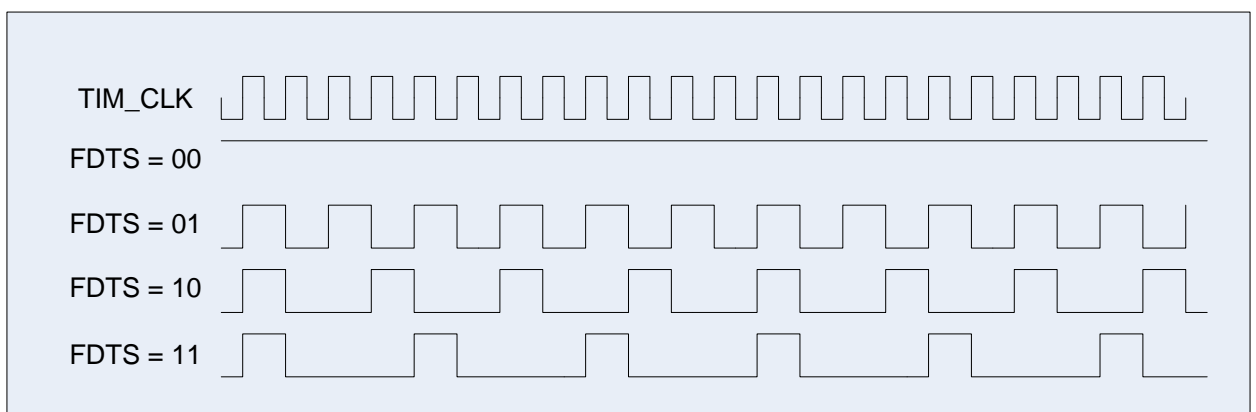 TIM_CLK
FDTS = 00
FDTS = 01
FDTS = 10
FDTS = 11